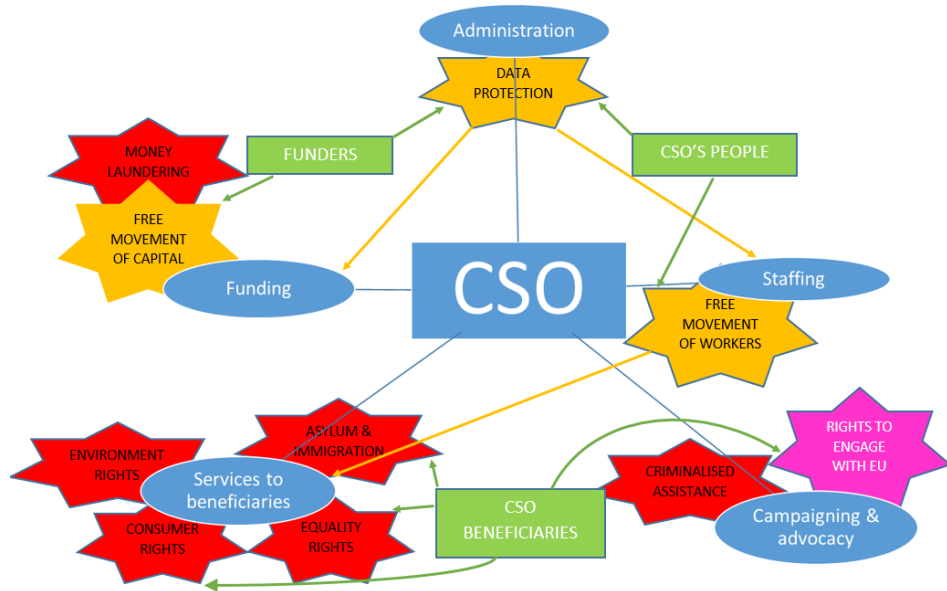 Administration
DATA
PROTECTION
MONEY
LAUNDERING
FUNDERS
CSO'S PEOPLE
FREE
MOVEMENT
OF CAPITAL
Funding
CSO
Staffing
FREE
MOVEMENT
OF WORKERS
ENVIRONMENT
RIGHTS
ASYLUM &
IMMIGRATION
RIGHTS TO
ENGAGE
WITH EU
CRIMINALISED
ASSISTANCE
Services to
beneficiaries
CSO
BENEFICIARIES
CONSUMER
RIGHTS
EQUALITY
RIGHTS
Campaigning &
advocacy